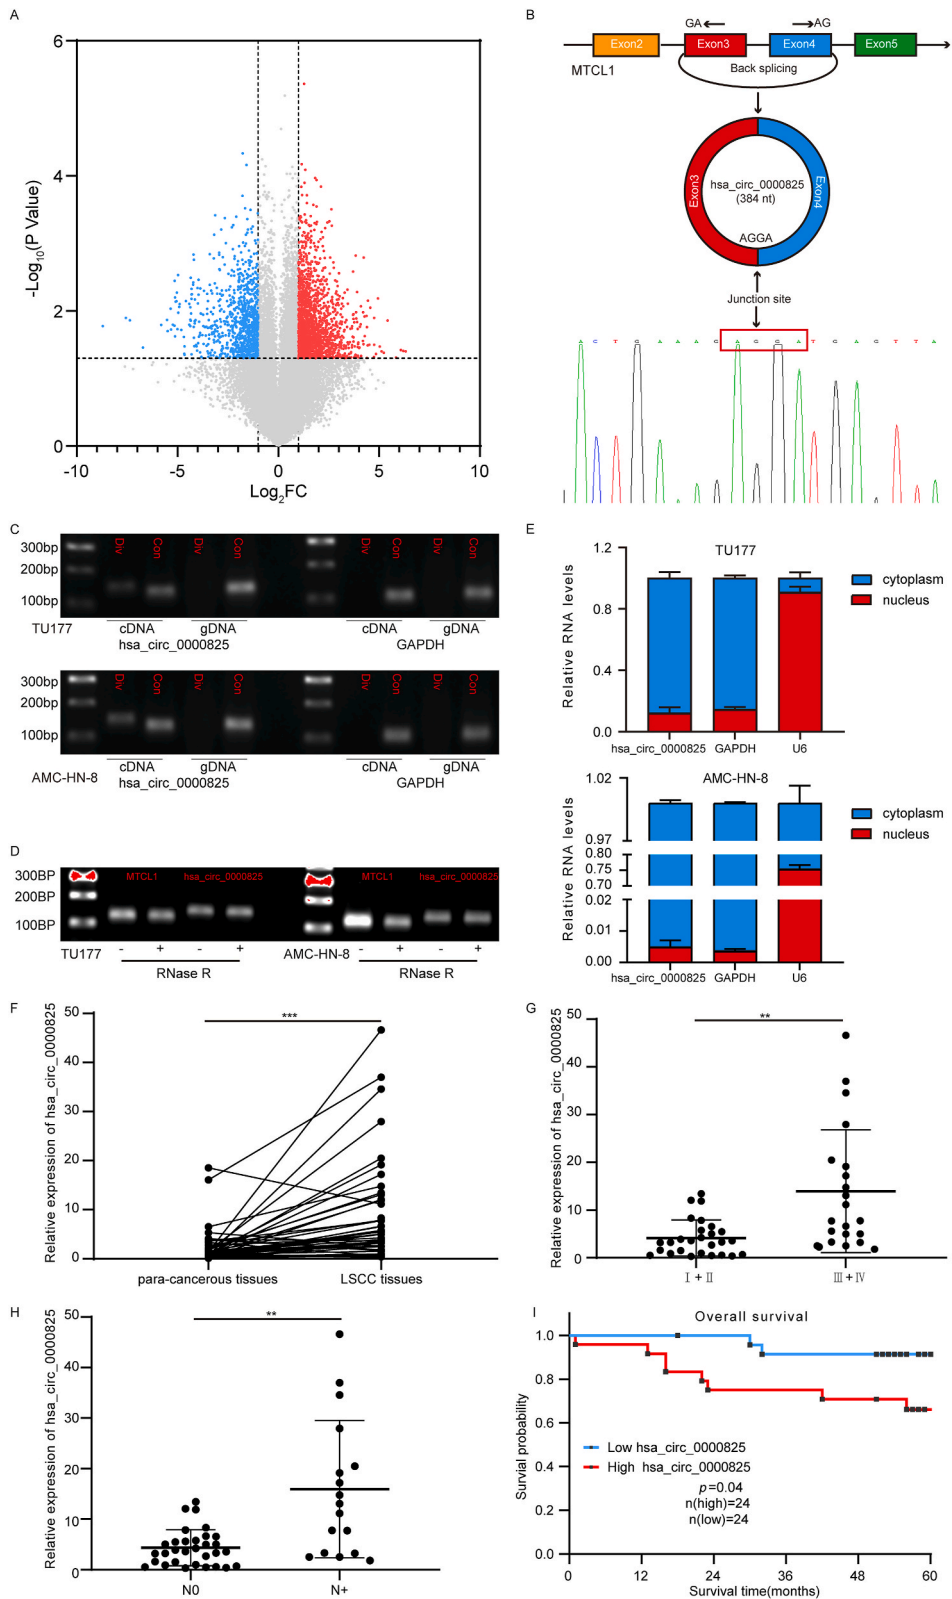 A
6
4
2
0
-Log10(P Value)
-10
-5
0
5
10
Log2FC
B
GA
AG
Exon2
Exon3
Exon4
Exon5
MTCL1
Back splicing
Exon3
Exon4
hsa_circ_0000825
(384 nt)
AGGA
Junction site
A C T G A A A G A G G A T G A G T T A
C
300bp
200bp
100bp
Div
Con
Div
Con
TU177
cDNA
gDNA
hsa_circ_0000825
Div
Con
Div
Con
cDNA
gDNA
GAPDH
300bp
200bp
100bp
Div
Con
Div
Con
AMC-HN-8
cDNA
gDNA
hsa_circ_0000825
Div
Con
Div
Con
cDNA
gDNA
GAPDH
D
300BP
200BP
100BP
MTCL1
hsa_circ_0000825
MTCL1
hsa_circ_0000825
TU177
- + - +
RNase R
AMC-HN-8
- + - +
RNase R
E
TU177
Relative RNA levels
1.2
0.8
0.4
0.0
hsa_circ_0000825
GAPDH
U6
cytoplasm
nucleus
AMC-HN-8
Relative RNA levels
1.02
0.97
0.80
0.75
0.70
0.02
0.01
0.00
hsa_circ_0000825
GAPDH
U6
cytoplasm
nucleus
F
Relative expression of hsa_circ_0000825
50
40
30
20
10
0
***
para-cancerous tissues
LSCC tissues
G
Relative expression of hsa_circ_0000825
50
40
30
20
10
0
**
Ⅰ + Ⅱ
Ⅲ + Ⅳ
H
Relative expression of hsa_circ_0000825
50
40
30
20
10
0
**
N0
N+
I
Overall survival
Survial probability
1.0
0.8
0.6
0.4
0.2
0.0
Low hsa_circ_0000825
High hsa_circ_0000825
p=0.04
n(high)=24
n(low)=24
0
12
24
36
48
60
Survival time(months)